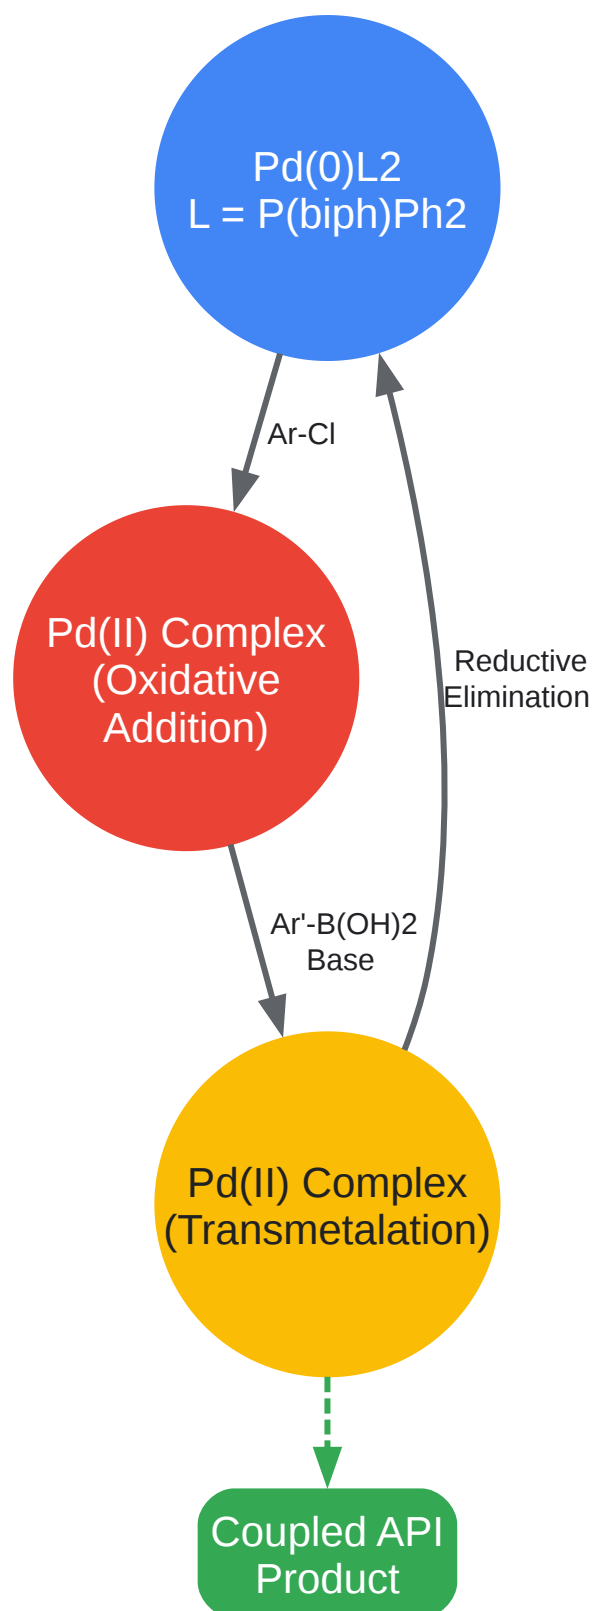 Pd(0)L2
L = P(biph)Ph2
Ar-Cl
Pd(II) Complex
(Oxidative
Addition)
Reductive
Elimination
Ar'-B(OH)2
Base
Pd(II) Complex
(Transmetalation)
Coupled API
Product